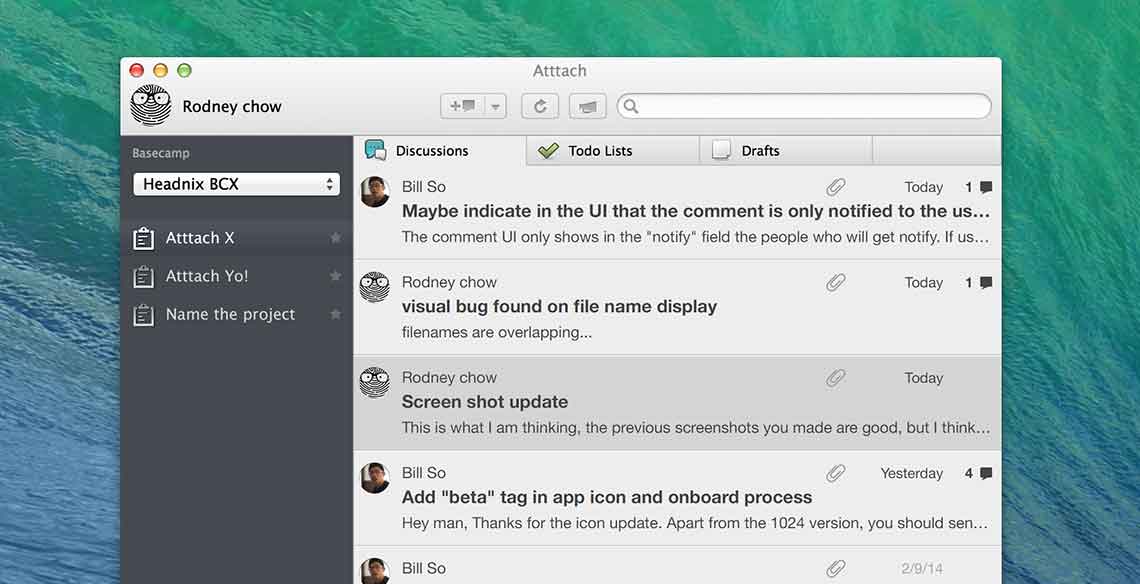 Atttach
Rodney chow
Basecamp
Headnix BCX
Atttach X
Atttach Yo!
Name the project
Discussions
Todo Lists
Drafts
Bill So
Today
1
Maybe indicate in the UI that the comment is only notified to the us...
The comment UI only shows in the "notify" field the people who will get notify. If us...
Rodney chow
Today
1
visual bug found on file name display
filenames are overlapping...
Rodney chow
Today
Screen shot update
This is what I am thinking, the previous screenshots you made are good, but I think...
Bill So
Yesterday
4
Add "beta" tag in app icon and onboard process
Hey man, Thanks for the icon update. Apart from the 1024 version, you should sen...
Bill So
2/9/14